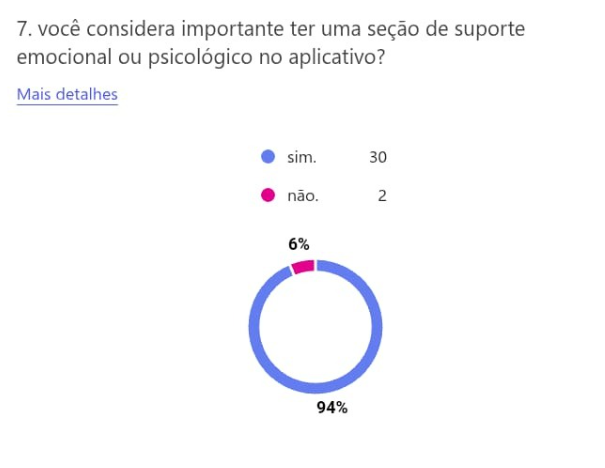 7. você considera importante ter uma seção de suporte
emocional ou psicológico no aplicativo?
Mais detalhes
sim. 30
não. 2
6%
94%